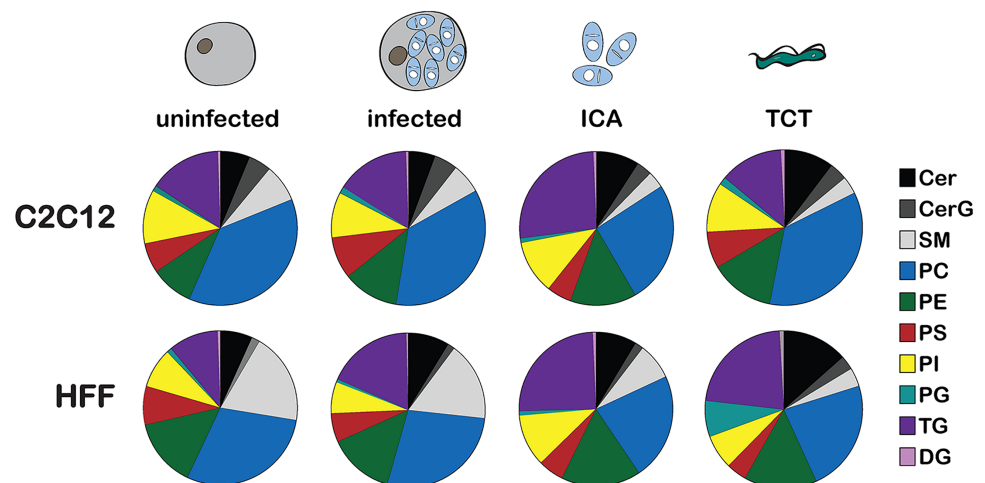 uninfected infected ICA TCT
C2C12
HFF
Cer
CerG
SM
PC
PE
PS
PI
PG
TG
DG